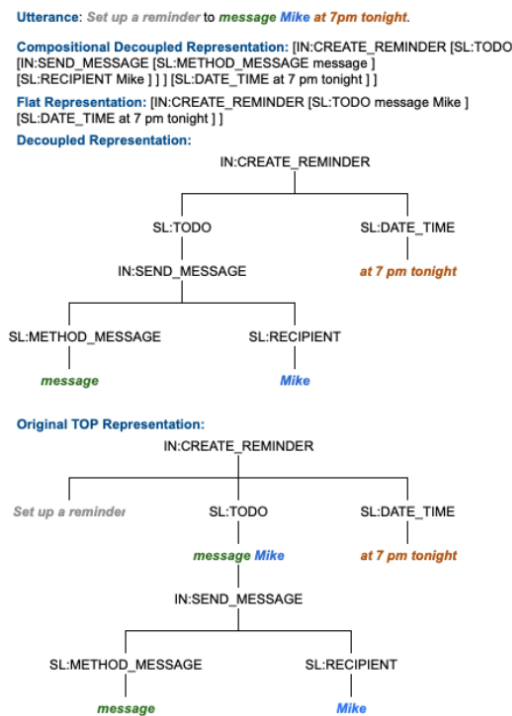 Utterance: Set up a reminder to message Mike at 7pm tonight.
Compositional Decoupled Representation: [IN:CREATE_REMINDER [SL:TODO
[IN:SEND_MESSAGE [SL:METHOD_MESSAGE message ]
[SL:RECIPIENT Mike ] ] ] [SL:DATE_TIME at 7 pm tonight ] ]
Flat Representation: [IN:CREATE_REMINDER [SL:TODO message Mike ]
[SL:DATE_TIME at 7 pm tonight ] ]
Decoupled Representation:
IN:CREATE_REMINDER
SL:TODO SL:DATE_TIME
IN:SEND_MESSAGE at 7 pm tonight
SL:METHOD_MESSAGE SL:RECIPIENT
message Mike
Original TOP Representation:
IN:CREATE_REMINDER
Set up a reminder SL:TODO SL:DATE_TIME
message Mike at 7 pm tonight
IN:SEND_MESSAGE
SL:METHOD_MESSAGE SL:RECIPIENT
message Mike